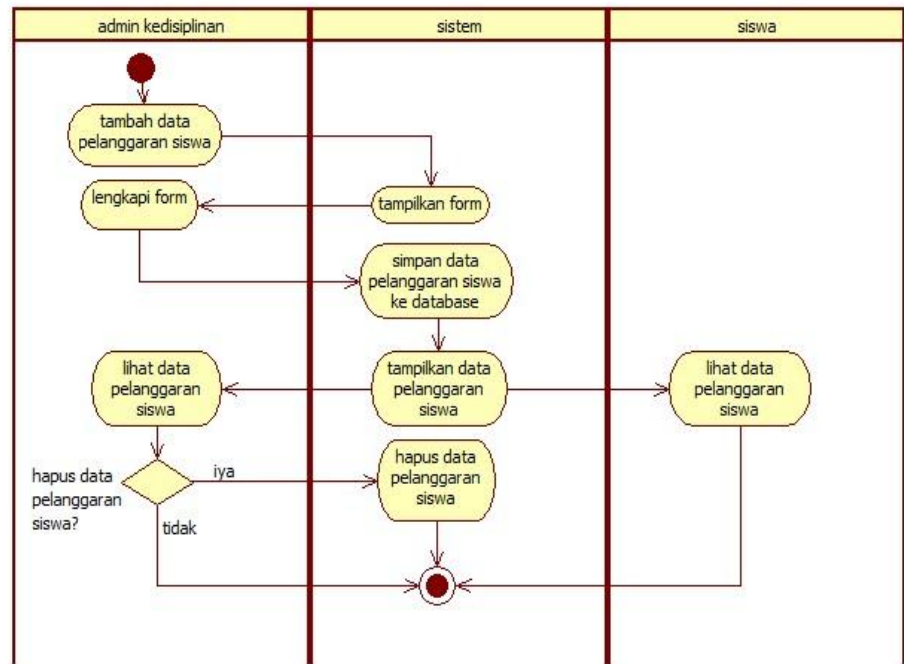 admin kedisiplinan
sistem
siswa
tambah data
pelanggaran siswa
lengkapi form
tampilkan form
simpan data
pelanggaran siswa
ke database
lihat data
pelanggaran
siswa
tampilkan data
pelanggaran
siswa
lihat data
pelanggaran
siswa
hapus data
pelanggaran
siswa?
iya
tidak
hapus data
pelanggaran
siswa